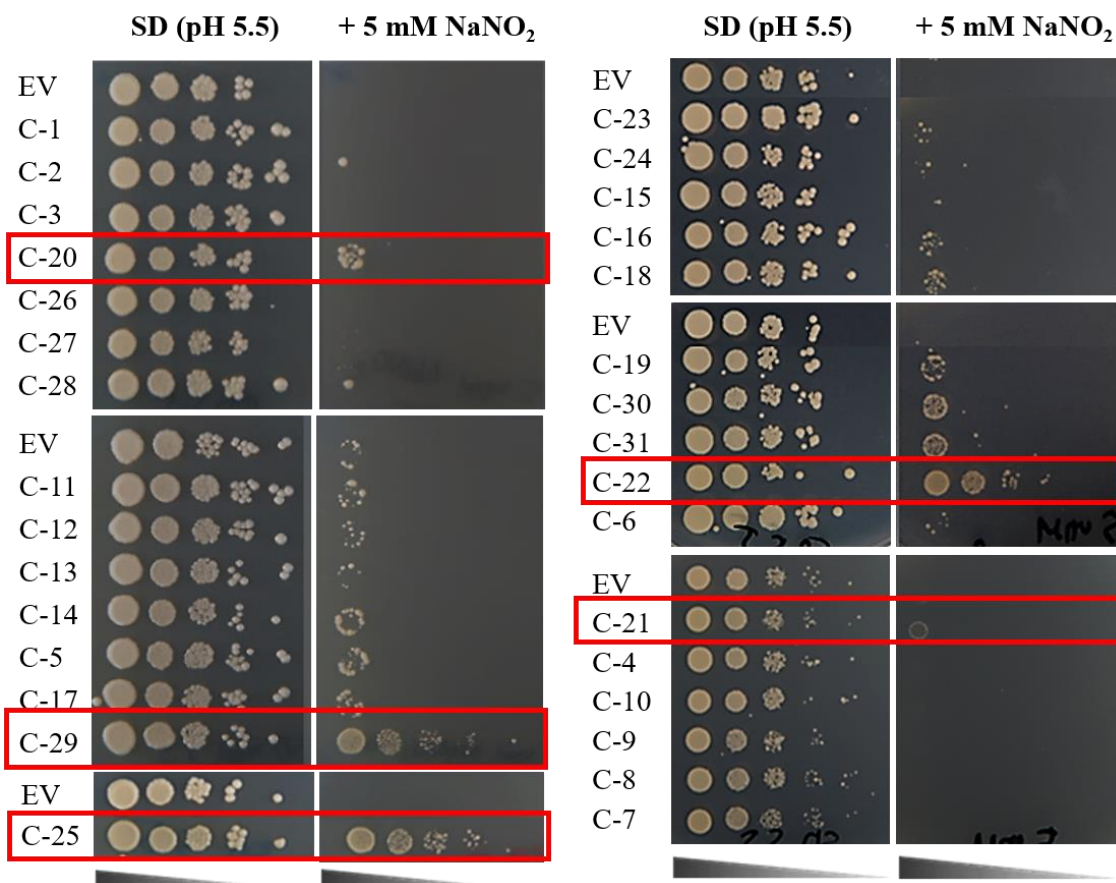 SD (pH 5.5) + 5 mM NaNO₂
EV
C-1
C-2
C-3
C-20
C-26
C-27
C-28
EV
C-11
C-12
C-13
C-14
C-5
C-17
C-29
EV
C-25
SD (pH 5.5) + 5 mM NaNO₂
EV
C-23
C-24
C-15
C-16
C-18
EV
C-19
C-30
C-31
C-22
C-6
EV
C-21
C-4
C-10
C-9
C-8
C-7